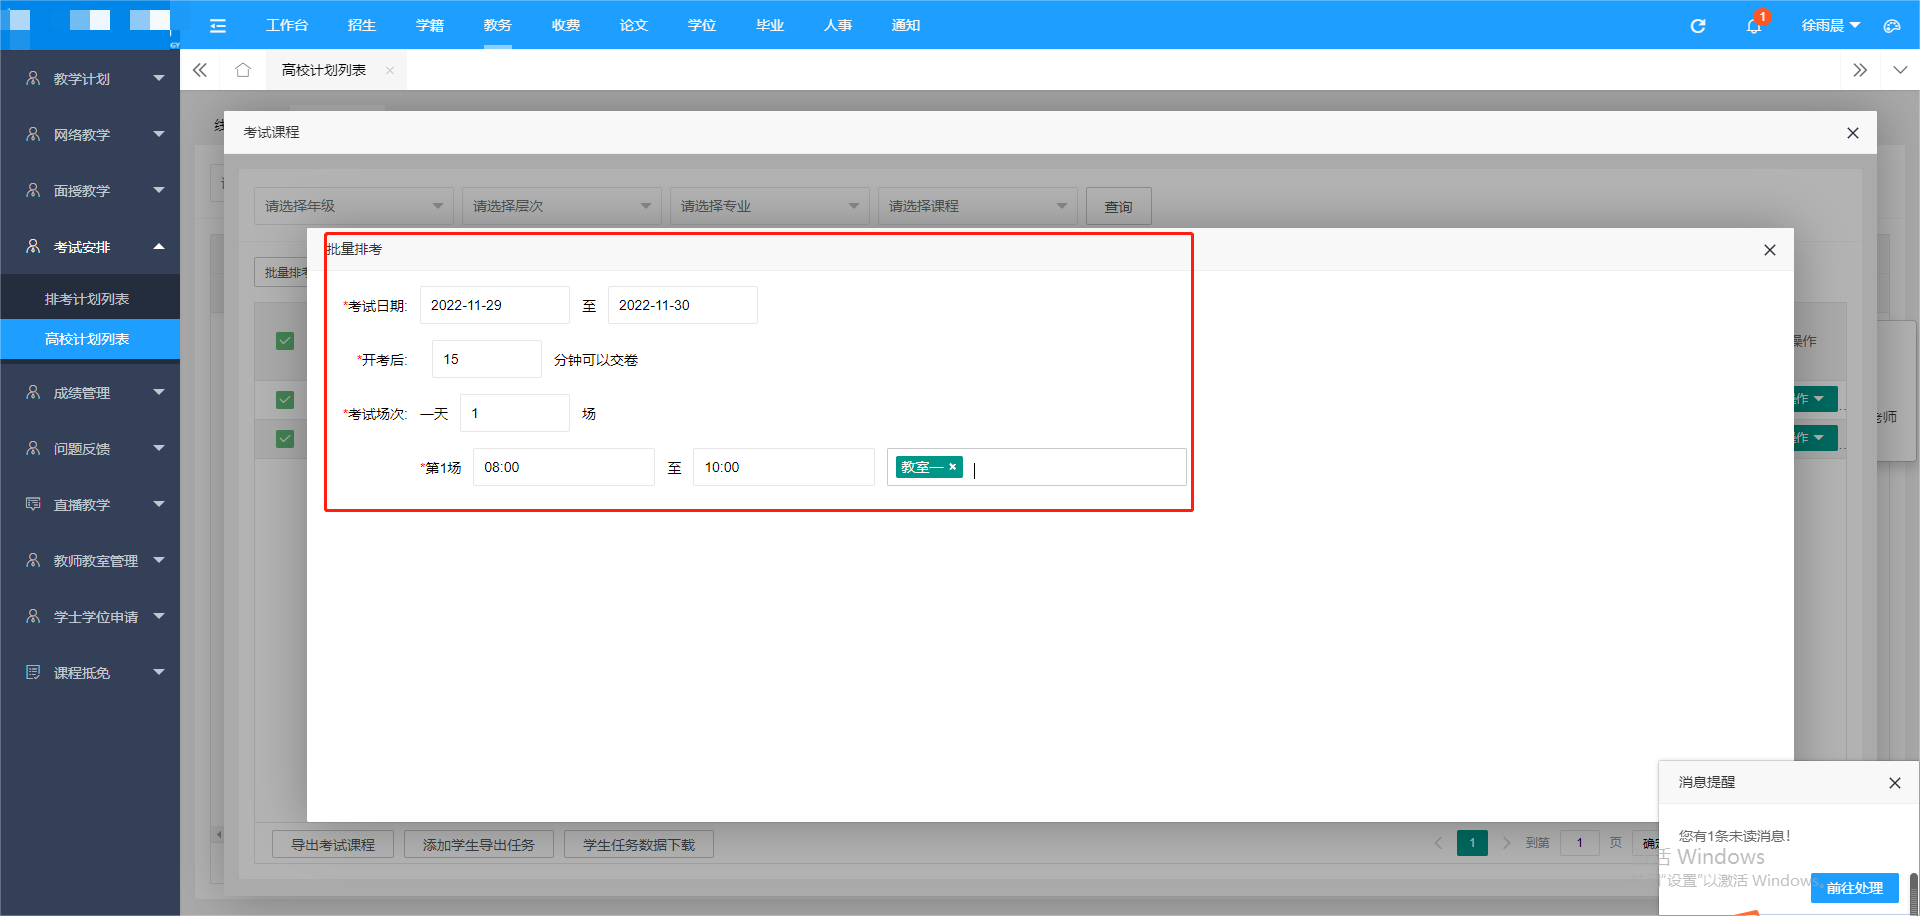 工作台 招生 学籍 教务 收费 论文 学位 毕业 人事 通知 1 徐雨晨
GY
高校计划列表
教学计划
网络教学
面授教学
考试安排
排考计划列表
高校计划列表
成绩管理
问题反馈
直播教学
教师教室管理
学士学位申请
课程抵免
考试课程
请选择年级 请选择层次 请选择专业 请选择课程 查询
批量排考
批量排考
*考试日期: 2022-11-29 至 2022-11-30
*开考后: 15 分钟可以交卷
*考试场次: 一天 1 场
*第1场 08:00 至 10:00 教室一 ×
操作
作
作
老师
导出考试课程 添加学生导出任务 学生任务数据下载
1 到第 1 页 确定
消息提醒
您有1条未读消息!
活 Windows
"设置"以激活 Windows。
前往处理